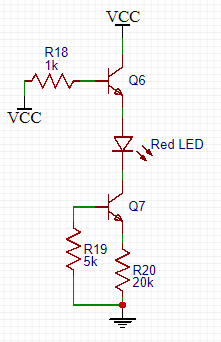 VCC
R18
1k
Q6
VCC
Red LED
Q7
R19
5k
R20
20k